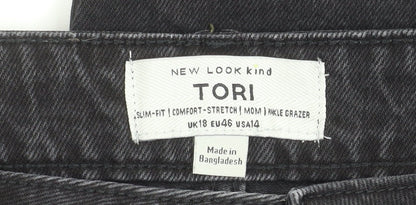 NEW LOOK kind
TORI
SLIM-FIT | COMFORT-STRETCH | MOM | ANKLE GRAZER
UK18 EU46 USA14
Made in
Bangladesh